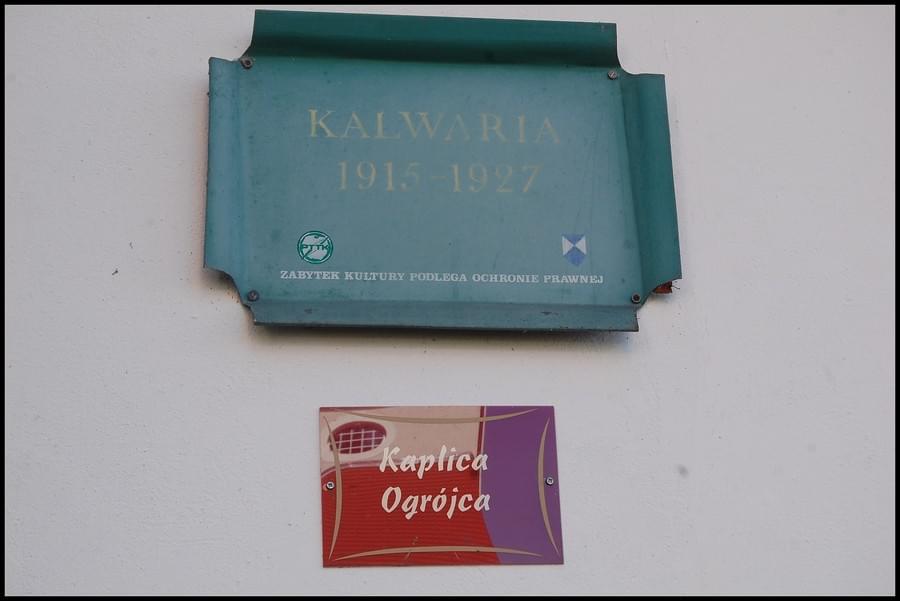 KALWARIA
1915-1927
PTTK
ZABYTEK KULTURY PODLEGA OCHRONIE PRAWNEJ
Kaplica
Ogrójca